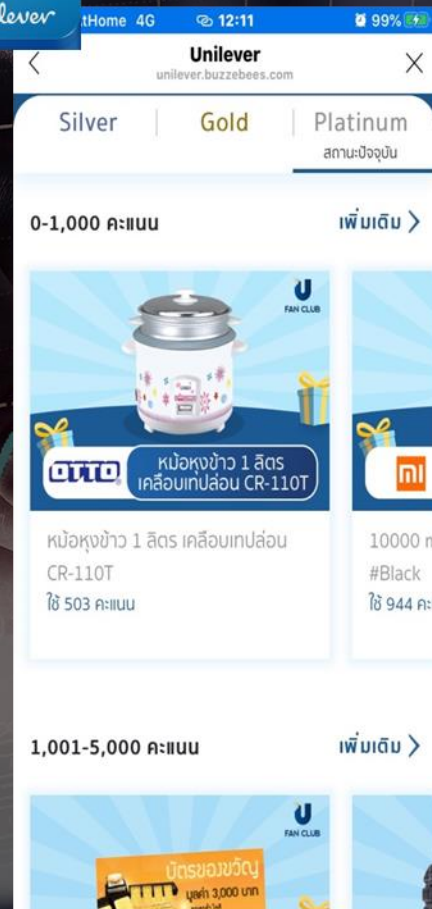 tHome 4G 12:11 99%
Unilever
unilever.buzzebees.com
Silver Gold Platinum
สถานะปัจจุบัน
0-1,000 คะแนน เพิ่มเติม
U
FAN CLUB
OTTO
หม้อหุงข้าว 1 ลิตร
เคลือบเทปล่อน CR-110T
mi
หม้อหุงข้าว 1 ลิตร เคลือบเทปล่อน
CR-110T
ใช้ 503 คะแนน
10000 m
#Black
ใช้ 944 คะ
1,001-5,000 คะแนน เพิ่มเติม
U
FAN CLUB
บัตรของขวัญ
มูลค่า 3,000 บาท